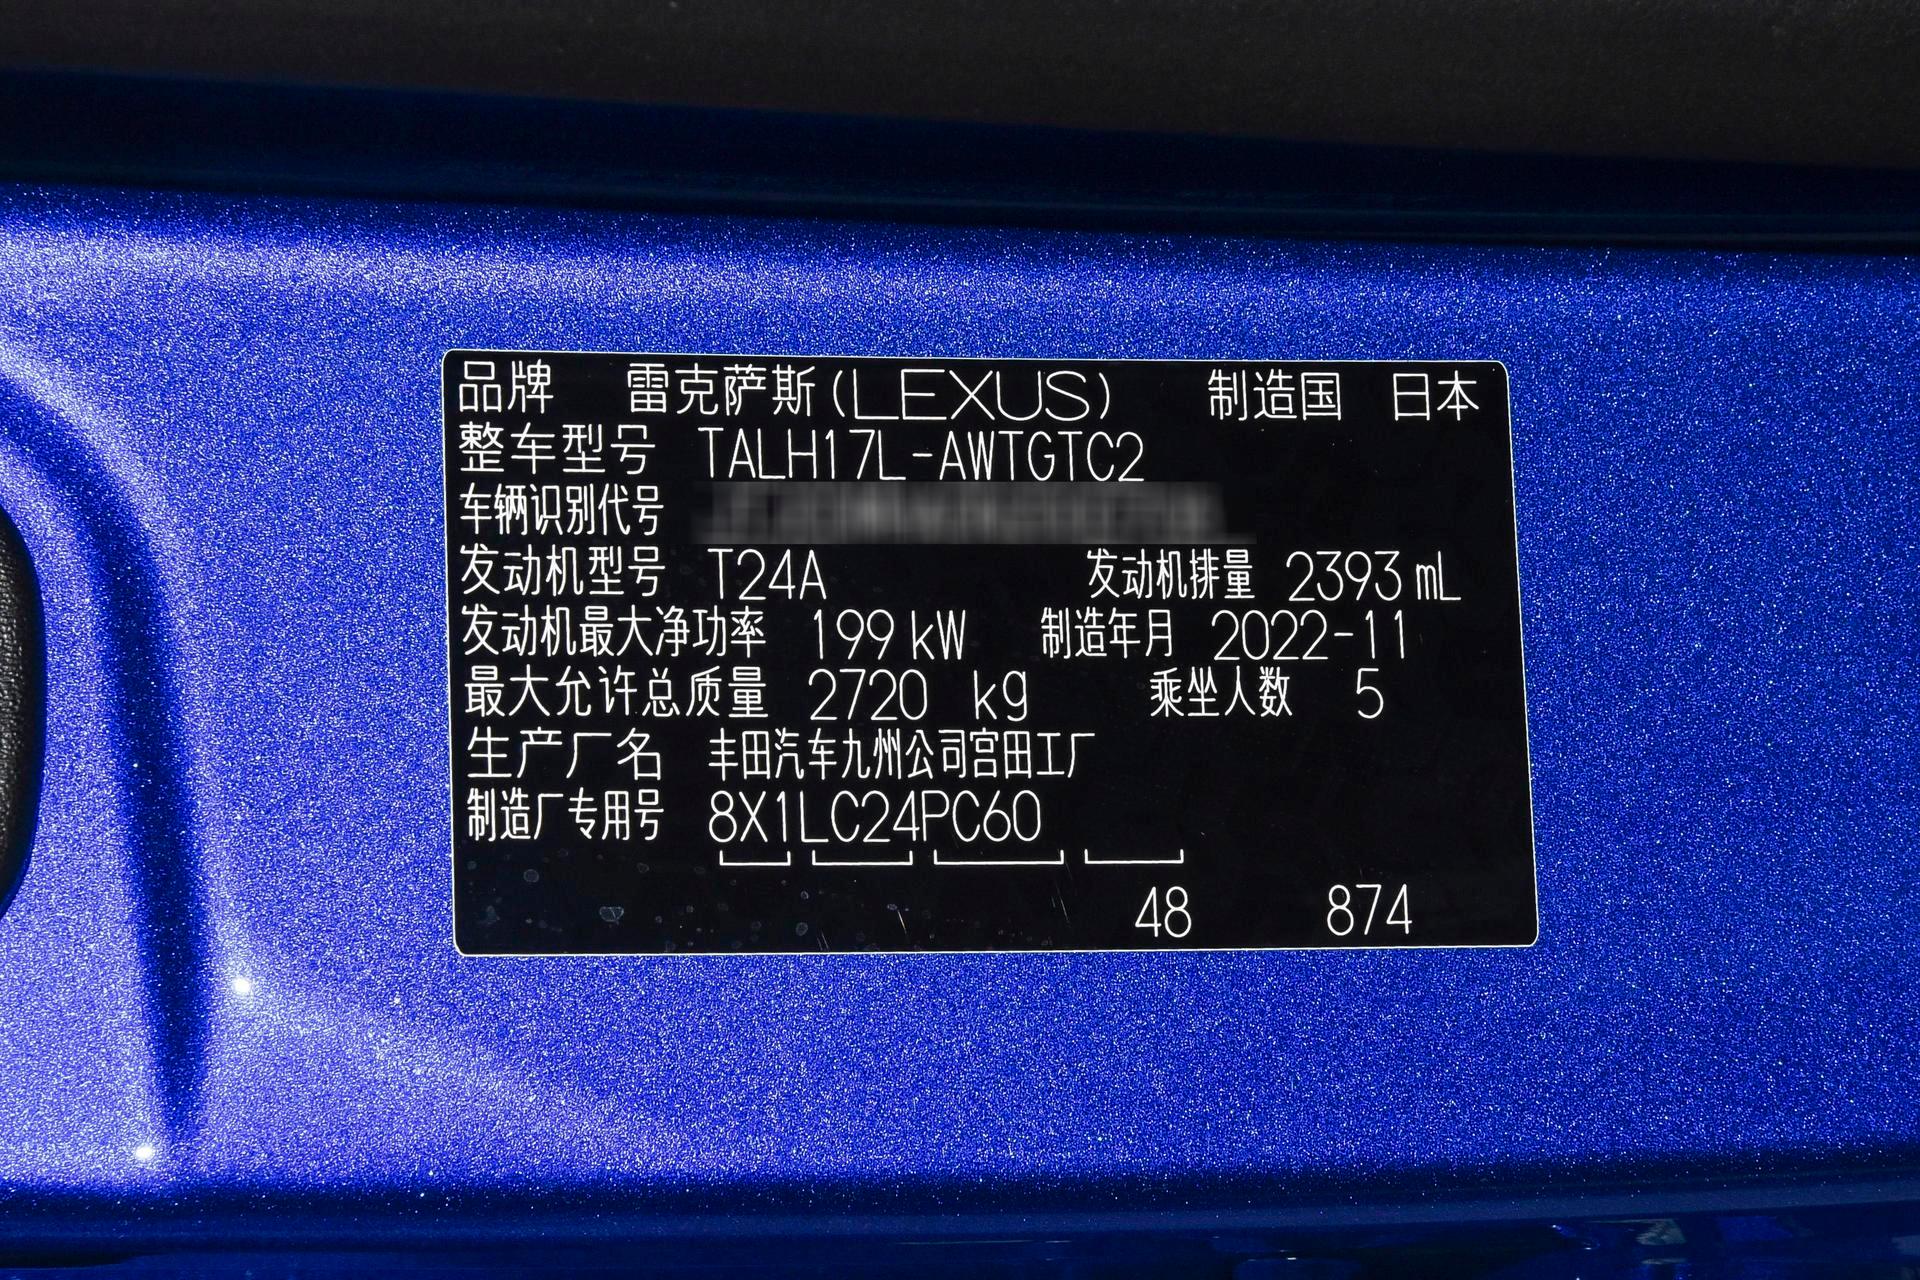 品牌 雷克萨斯(LEXUS) 制造国 日本
整车型号 TALH17L-AWTGTC2
车辆识别代号
发动机型号 T24A 发动机排量 2393mL
发动机最大净功率 199kW 制造年月 2022-11
最大允许总质量 2720 kg 乘坐人数 5
生产厂名 丰田汽车九州公司宫田工厂
制造厂专用号 8X1LC24PC60
48 874